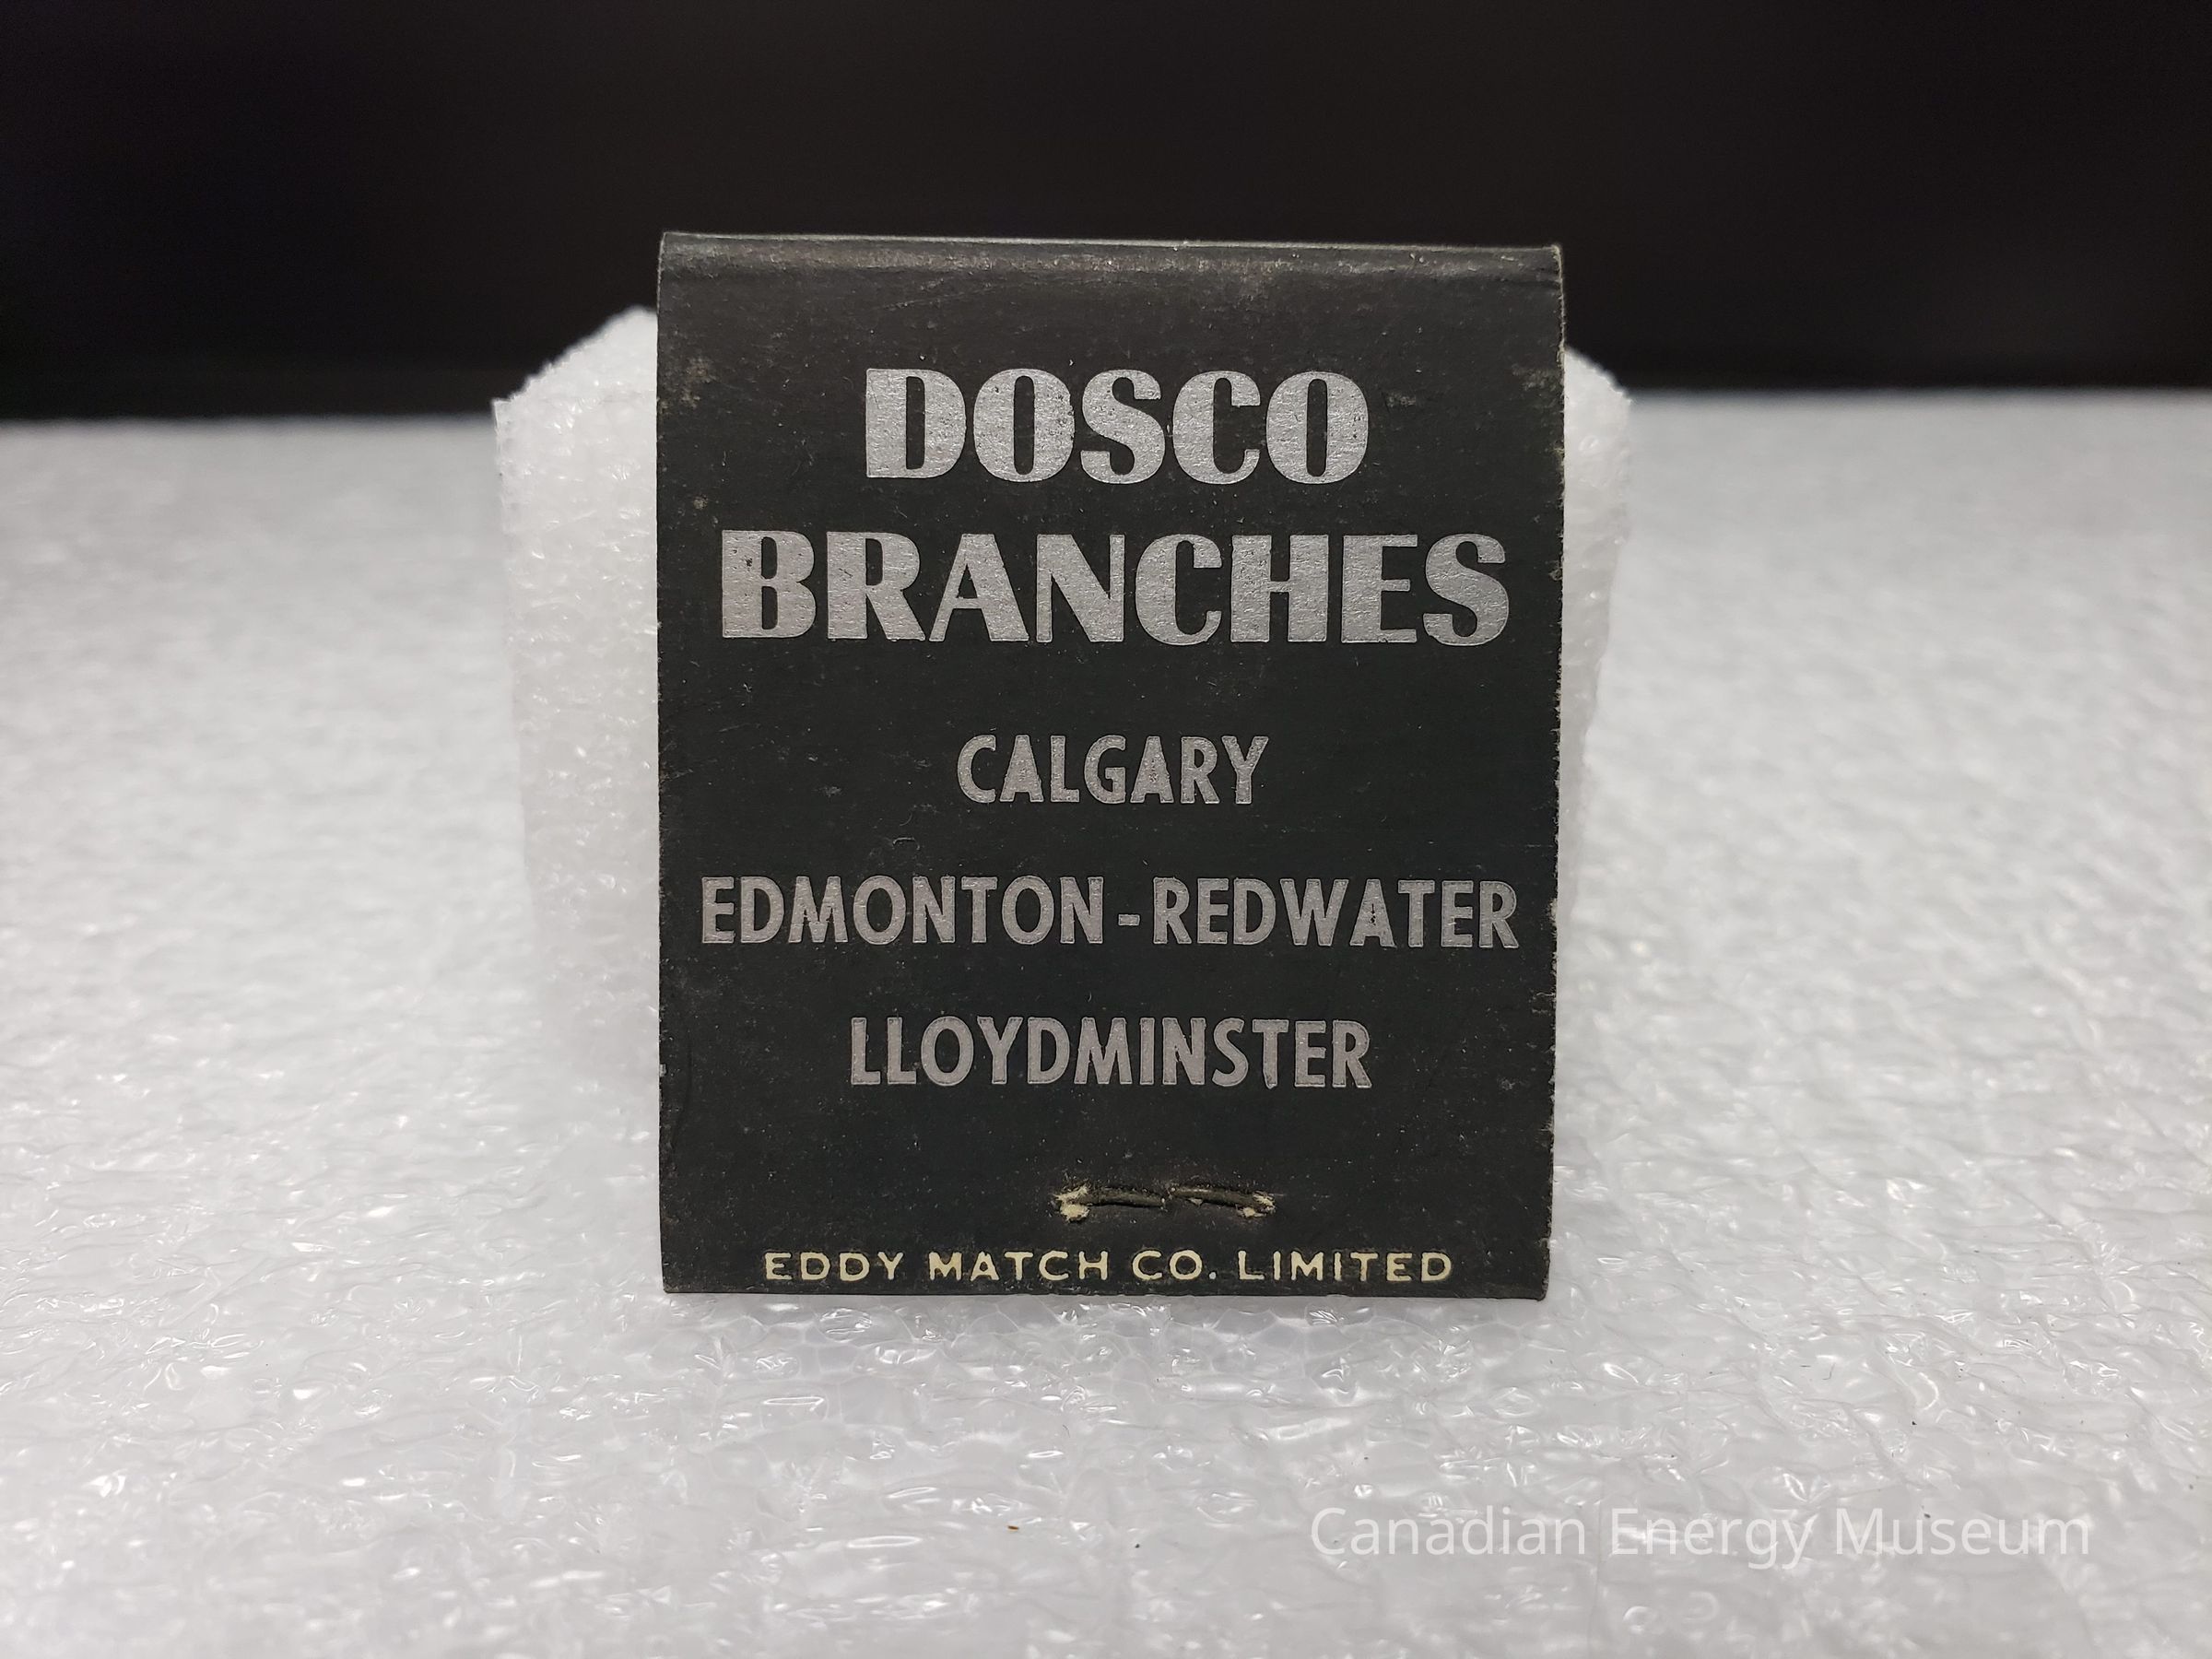 DOSCO
BRANCHES
CALGARY
EDMONTON-REDWATER
LLOYDMINSTER
EDDY MATCH CO. LIMITED
Canadian Energy Museum